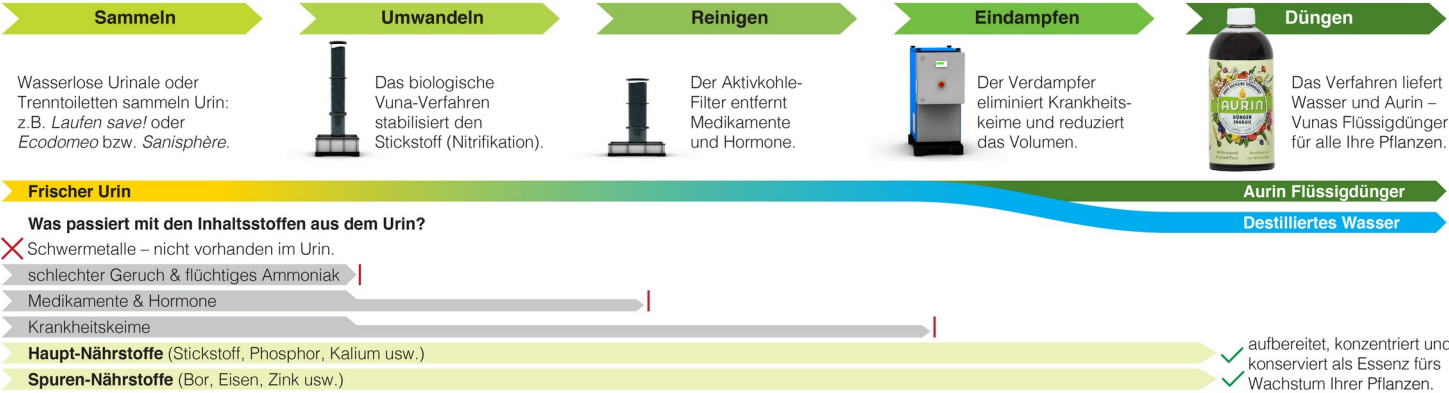 Sammeln
Umwandeln
Reinigen
Eindampfen
Düngen
Wasserlose Urinale oder
Trenntoiletten sammeln Urin:
z.B. Laufen save! oder
Ecodomeo bzw. Sanisphère.
Das biologische
Vuna-Verfahren
stabilisiert den
Stickstoff (Nitrifikation).
Der Aktivkohle-
Filter entfernt
Medikamente
und Hormone.
Der Verdampfer
eliminiert Krankheits-
keime und reduziert
das Volumen.
AURIN
DÜNGER
ENGRAIS
Das Verfahren liefert
Wasser und Aurin –
Vunas Flüssigdünger
für alle Ihre Pflanzen.
Frischer Urin
Aurin Flüssigdünger
Was passiert mit den Inhaltsstoffen aus dem Urin?
Destilliertes Wasser
Schwermetalle – nicht vorhanden im Urin.
schlechter Geruch & flüchtiges Ammoniak
Medikamente & Hormone
Krankheitskeime
Haupt-Nährstoffe (Stickstoff, Phosphor, Kalium usw.)
Spuren-Nährstoffe (Bor, Eisen, Zink usw.)
aufbereitet, konzentriert und
konserviert als Essenz fürs
Wachstum Ihrer Pflanzen.